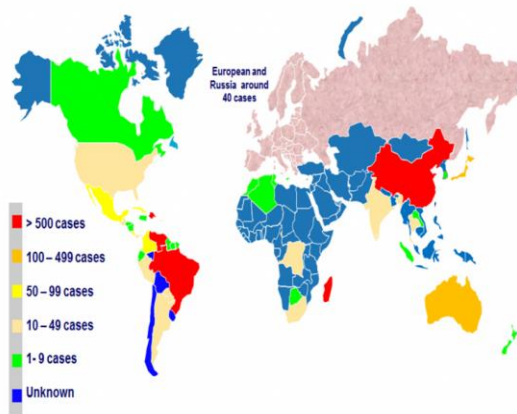 European and
Russia around
40 cases
> 500 cases
100 – 499 cases
50 – 99 cases
10 – 49 cases
1- 9 cases
Unknown